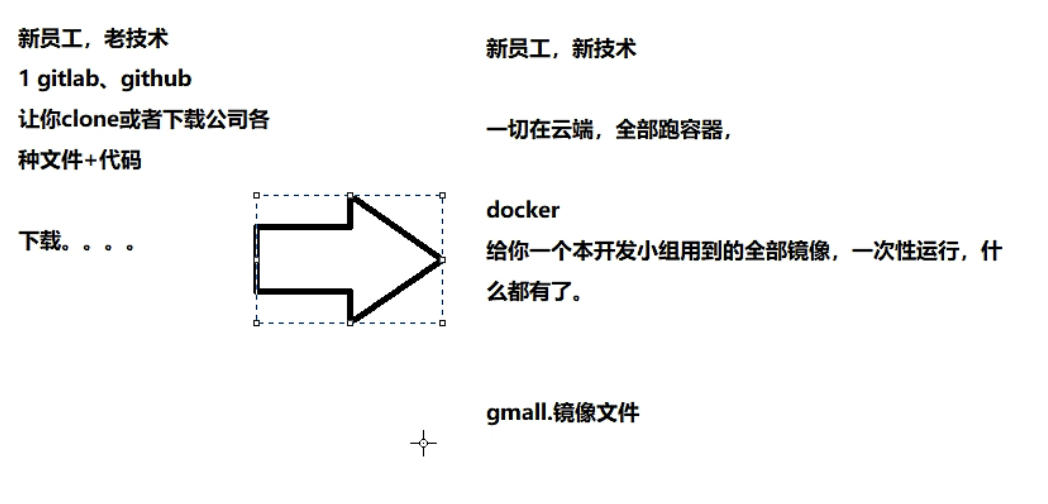 新员工，老技术
1 gitlab、github
让你clone或者下载公司各
种文件+代码
下载。。。。
新员工，新技术
一切在云端，全部跑容器，
docker
给你一个本开发小组用到的全部镜像，一次性运行，什
么都有了。
gmall.镜像文件